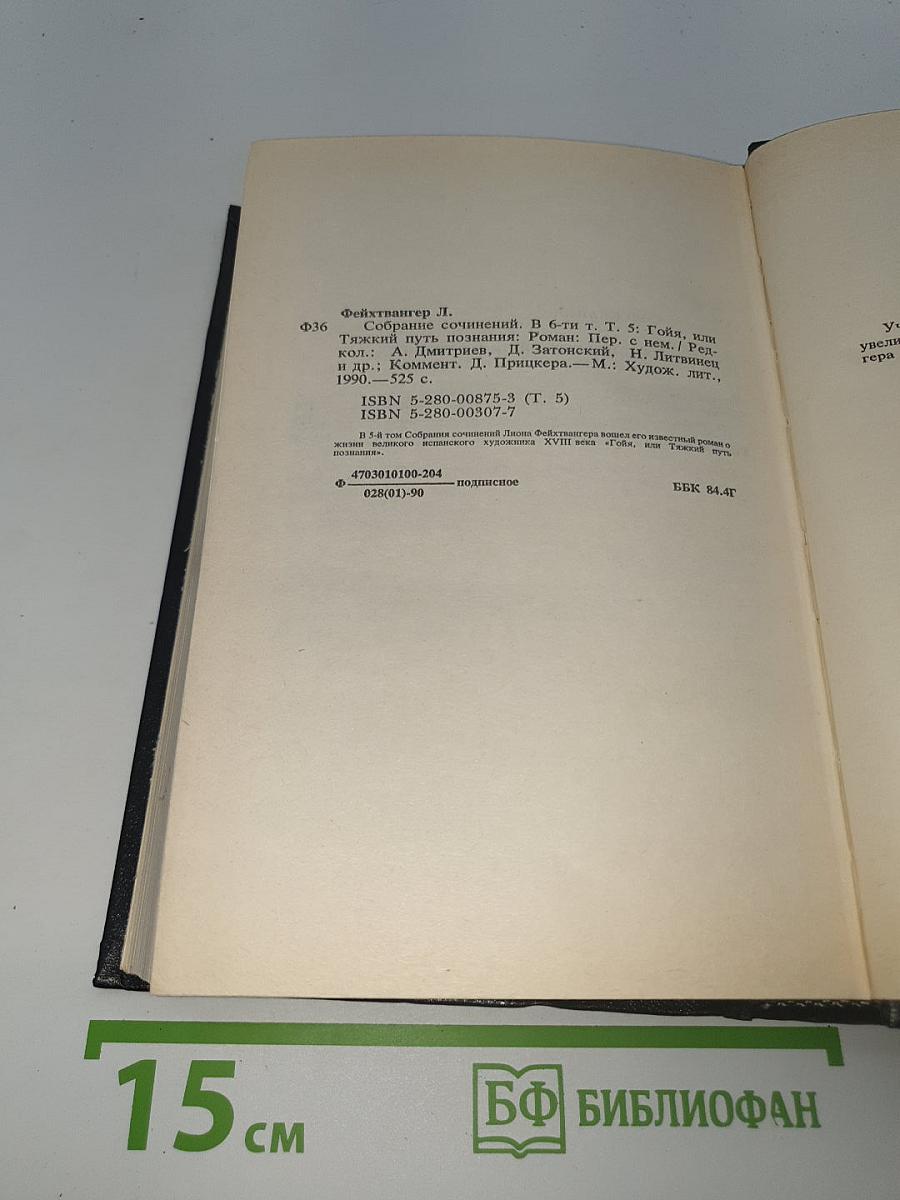 Фейхтвангер Л.
Ф36 Собрание сочинений. В 6-ти т. Т. 5: Гойя, или
Тяжкий путь познания: Роман: Пер. с нем. / Ред-
кол.: А. Дмитриев, Д. Затонский, Н. Литвинец
и др.; Коммент. Д. Прицкера.— М.: Худож. лит.,
1990.—525 с.
ISBN 5-280-00875-3 (Т. 5)
ISBN 5-280-00307-7
В 5-й том Собрания сочинений Лиона Фейхтвангера вошел его известный роман о
жизни великого испанского художника XVIII века «Гойя, или Тяжкий путь
познания».
4703010100-204
Ф — подписное
028(01)-90
ББК 84.4Г
Уч
увели
гера
15 см
БФ БИБЛИОФАН